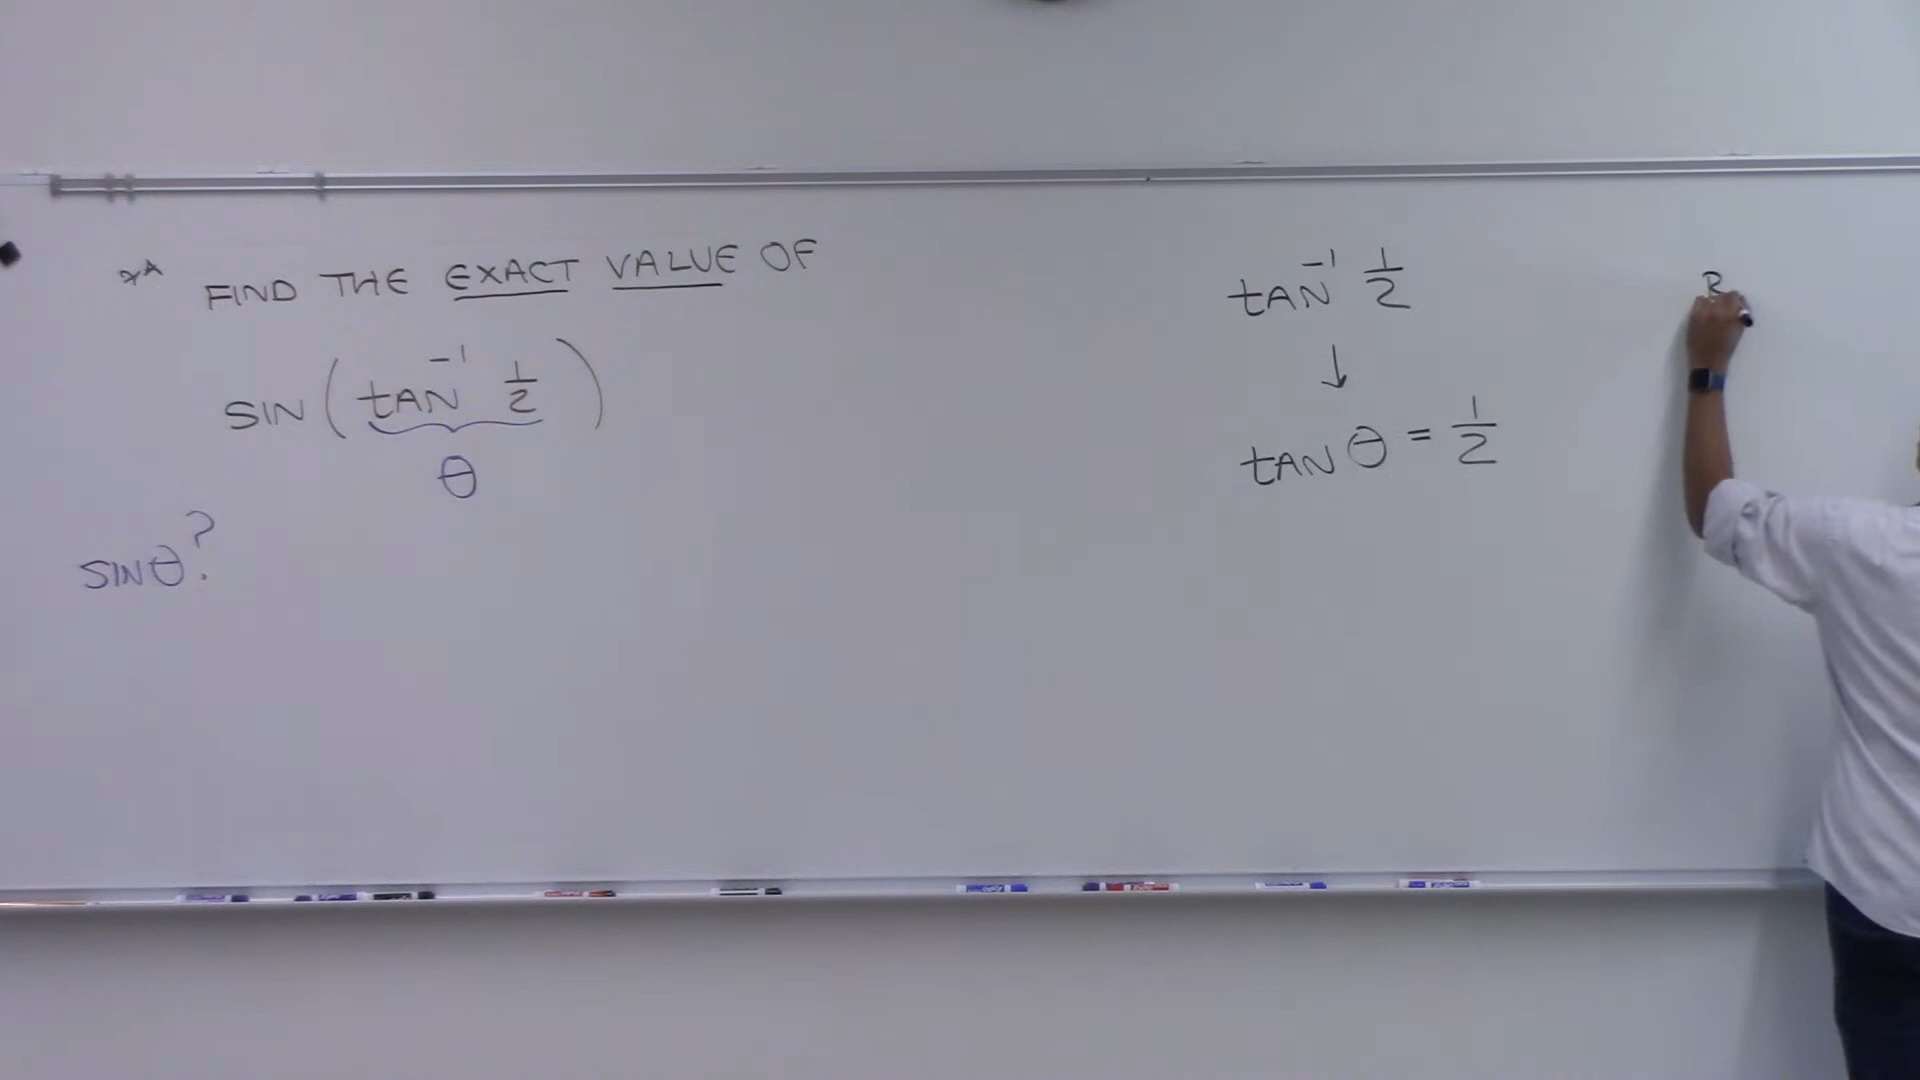 FIND THE EXACT VALUE OF
SIN ( tAN⁻¹ 1/2 )
θ
SINθ?
tAN⁻¹ 1/2
↓
tAN θ = 1/2
R